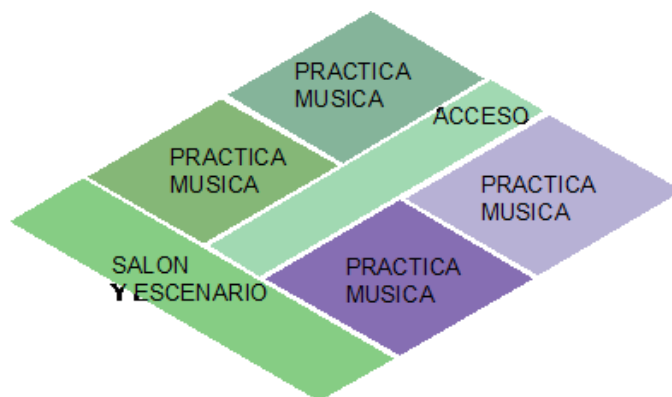 PRACTICA
MUSICA
ACCESO
PRACTICA
MUSICA
PRACTICA
MUSICA
SALON
Y ESCENARIO
PRACTICA
MUSICA